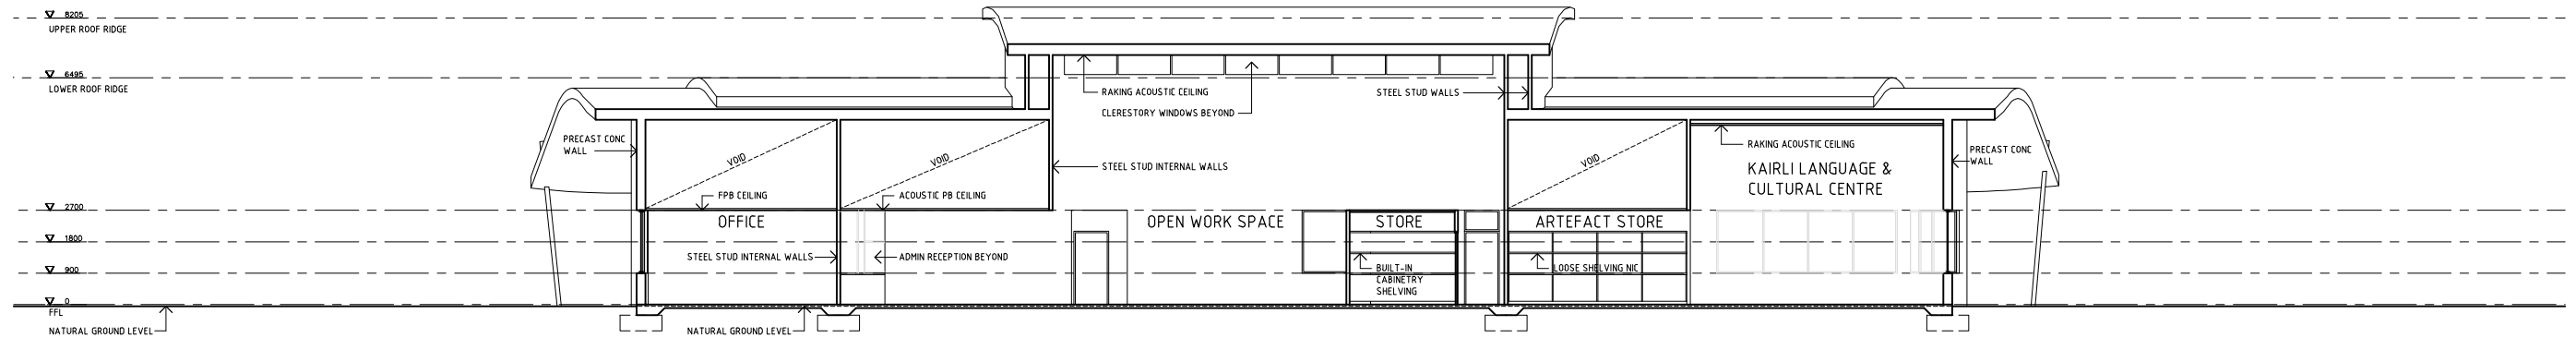 8205
UPPER ROOF RIDGE
6495
LOWER ROOF RIDGE
RAKING ACOUSTIC CEILING
STEEL STUD WALLS
CLERESTORY WINDOWS BEYOND
PRECAST CONC
WALL
VOID
VOID
STEEL STUD INTERNAL WALLS
VOID
RAKING ACOUSTIC CEILING
PRECAST CONC
WALL
KAIRLI LANGUAGE &
CULTURAL CENTRE
FPB CEILING
ACOUSTIC PB CEILING
2700
OFFICE
OPEN WORK SPACE
STORE
ARTEFACT STORE
1800
STEEL STUD INTERNAL WALLS
ADMIN RECEPTION BEYOND
900
BUILT-IN
CABINETRY
SHELVING
LOOSE SHELVING NIC
0
FFL
NATURAL GROUND LEVEL
NATURAL GROUND LEVEL